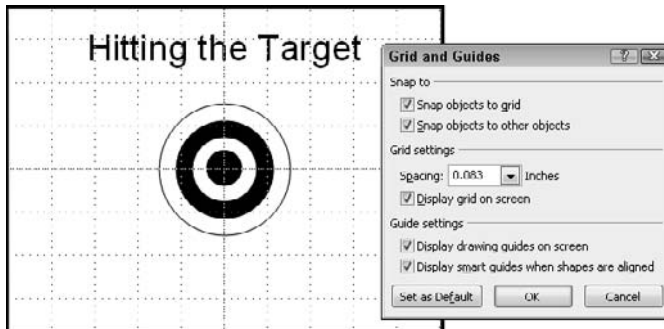 Hitting the Target
Grid and Guides
Snap to
Snap objects to grid
Snap objects to other objects
Grid settings
Spacing: 0.083 Inches
Display grid on screen
Guide settings
Display drawing guides on screen
Display smart guides when shapes are aligned
Set as Default OK Cancel